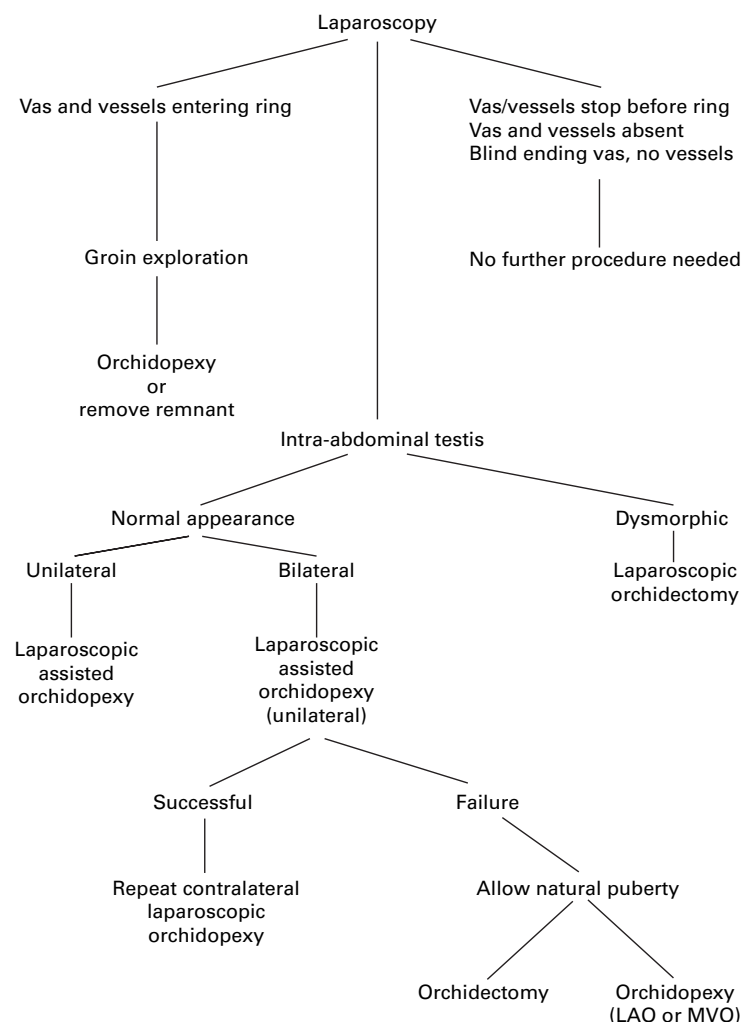 Laparoscopy
Vas and vessels entering ring
Vas/vessels stop before ring
Vas and vessels absent
Blind ending vas, no vessels
Groin exploration
No further procedure needed
Orchidopexy
or
remove remnant
Intra-abdominal testis
Normal appearance
Dysmorphic
Unilateral
Bilateral
Laparoscopic
orchidectomy
Laparoscopic
assisted
orchidopexy
Laparoscopic
assisted
orchidopexy
(unilateral)
Successful
Failure
Repeat contralateral
laparoscopic
orchidopexy
Allow natural puberty
Orchidectomy
Orchidopexy
(LAO or MVO)